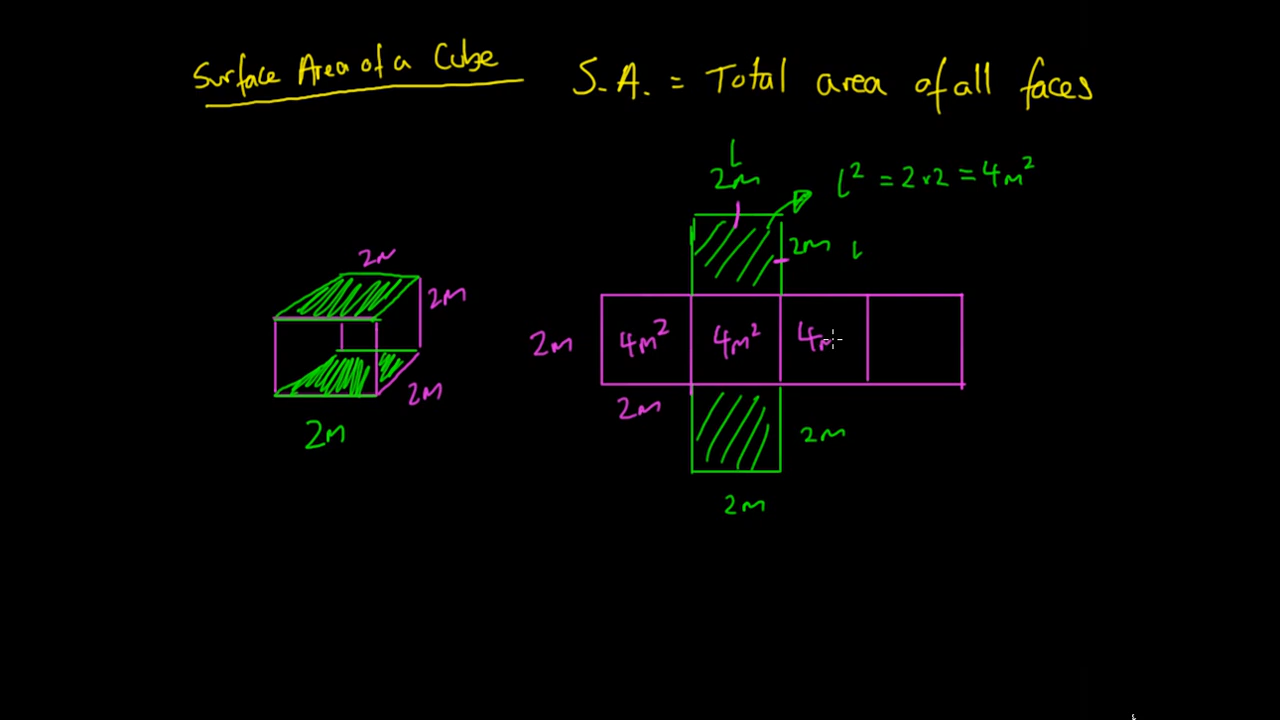 Surface Area of a Cube
S.A. = Total area of all faces
l
2m
l² = 2×2 = 4m²
2m l
2m
2m
2m
2m
2m
4m²
4m²
4m
2m
2m
2m